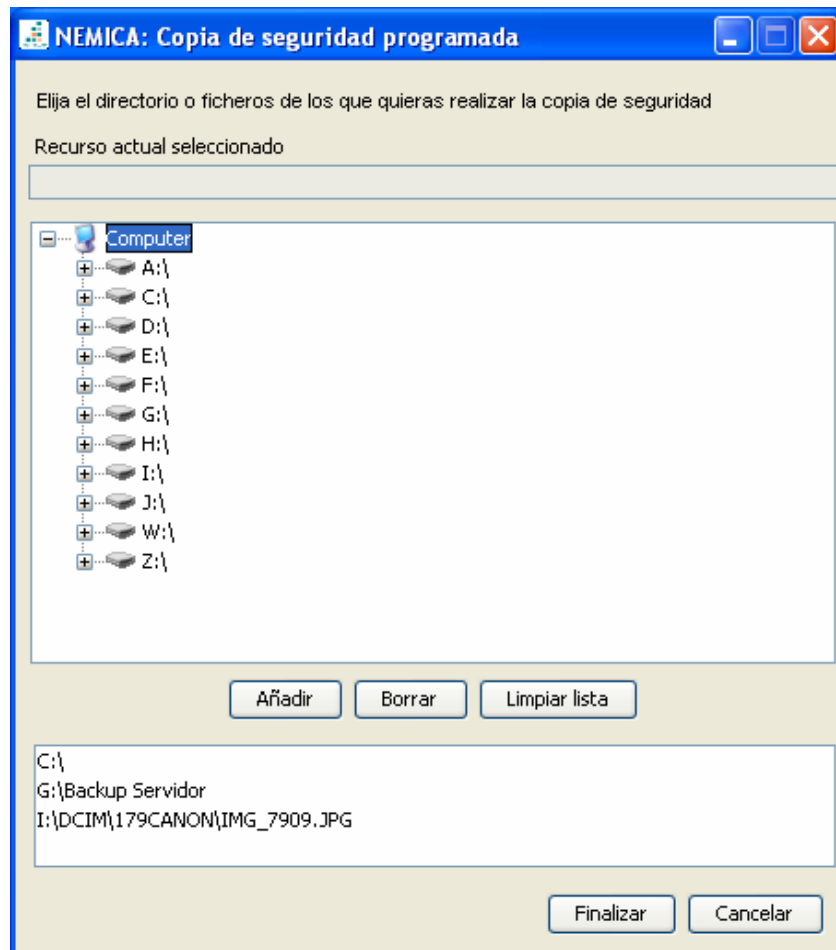 NEMICA: Copia de seguridad programada
Elija el directorio o ficheros de los que quieras realizar la copia de seguridad
Recurso actual seleccionado
Computer
A:\
C:\
D:\
E:\
F:\
G:\
H:\
I:\
J:\
W:\
Z:\
Añadir Borrar Limpiar lista
C:\
G:\Backup Servidor
I:\DCIM\179CANON\IMG_7909.JPG
Finalizar Cancelar